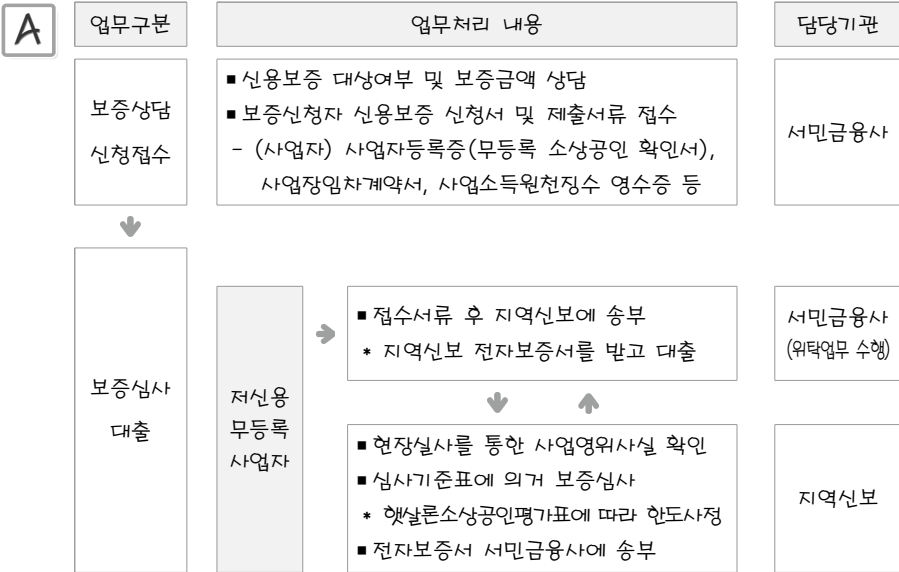 A
업무구분 업무처리 내용 담당기관
보증상담
신청접수
■ 신용보증 대상여부 및 보증금액 상담
■ 보증신청자 신용보증 신청서 및 제출서류 접수
- (사업자) 사업자등록증(무등록 소상공인 확인서),
사업장임차계약서, 사업소득원천징수 영수증 등
서민금융사
보증심사
대출
저신용
무등록
사업자
■ 접수서류 후 지역신보에 송부
* 지역신보 전자보증서를 받고 대출
서민금융사
(위탁업무 수행)
■ 현장실사를 통한 사업영위사실 확인
■ 심사기준표에 의거 보증심사
* 햇살론소상공인평가표에 따라 한도사정
■ 전자보증서 서민금융사에 송부
지역신보